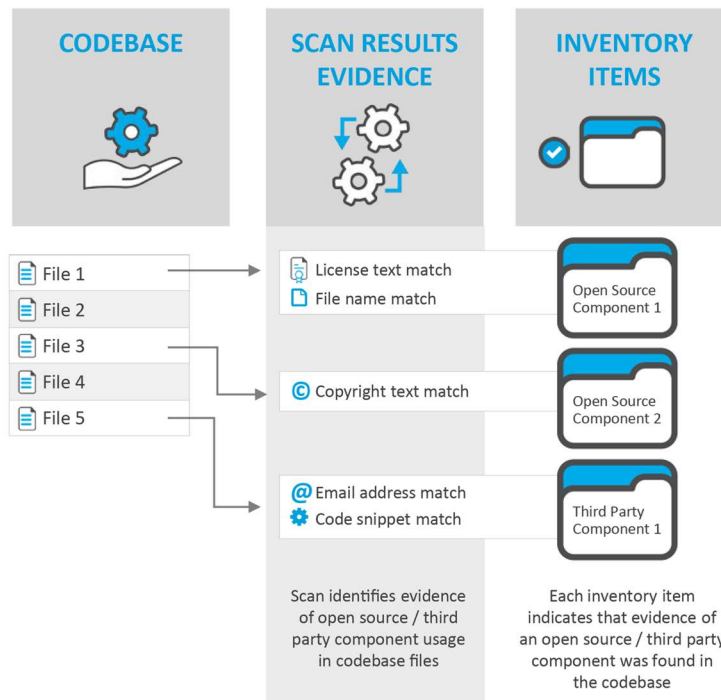 CODEBASE
SCAN RESULTS
EVIDENCE
INVENTORY
ITEMS
File 1
File 2
File 3
File 4
File 5
License text match
File name match
© Copyright text match
@ Email address match
Code snippet match
Open Source
Component 1
Open Source
Component 2
Third Party
Component 1
Scan identifies evidence
of open source / third
party component usage
in codebase files
Each inventory item
indicates that evidence of
an open source / third party
component was found in
the codebase